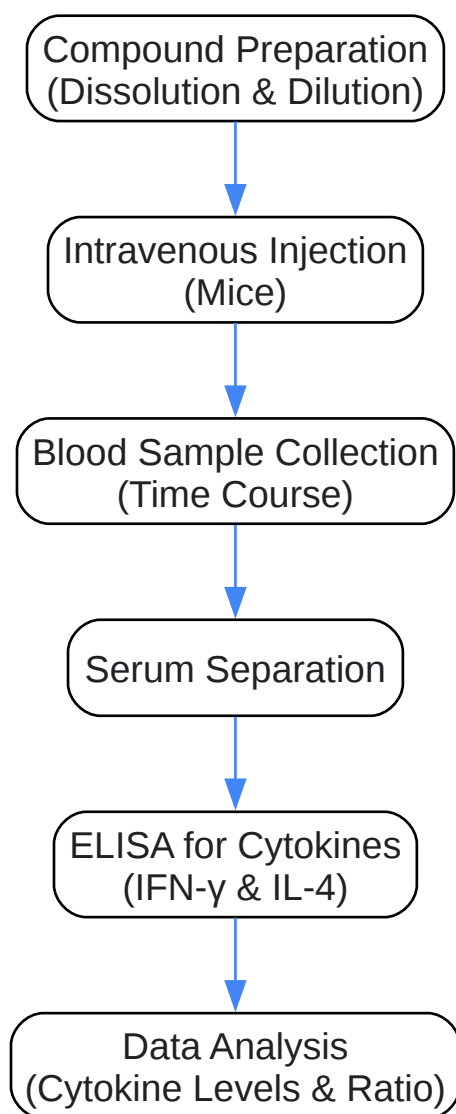 Compound Preparation
(Dissolution & Dilution)
Intravenous Injection
(Mice)
Blood Sample Collection
(Time Course)
Serum Separation
ELISA for Cytokines
(IFN-γ & IL-4)
Data Analysis
(Cytokine Levels & Ratio)